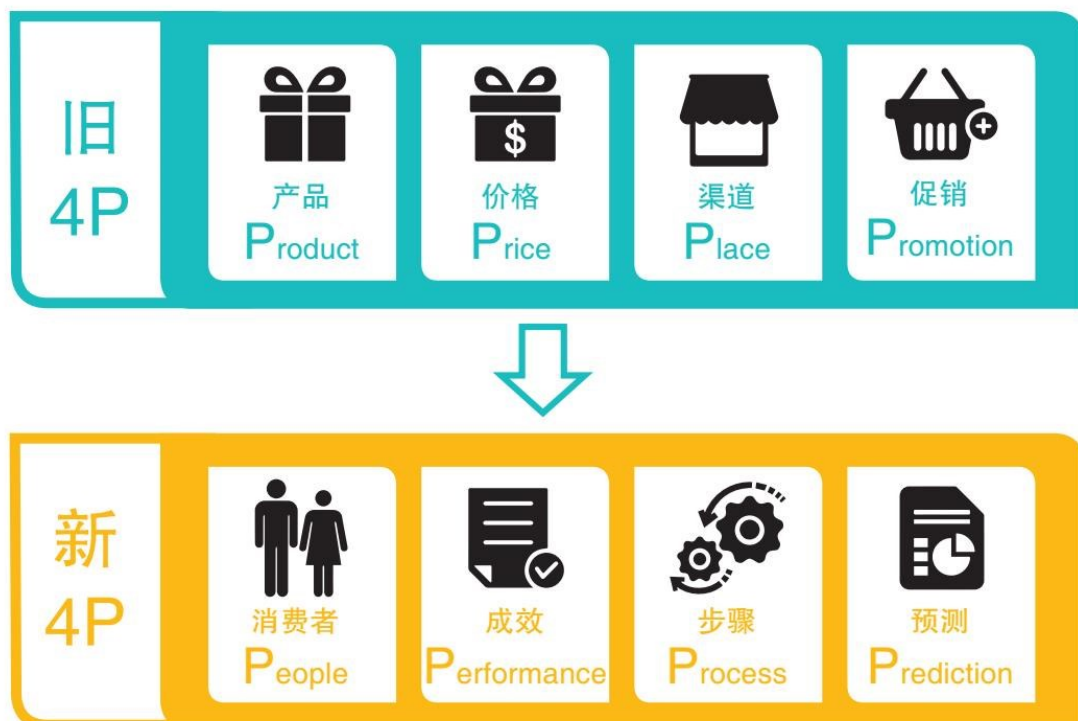 旧
4P
产品
Product
价格
$
Price
渠道
Place
促销
Promotion
新
4P
消费者
People
成效
Performance
步骤
Process
预测
Prediction